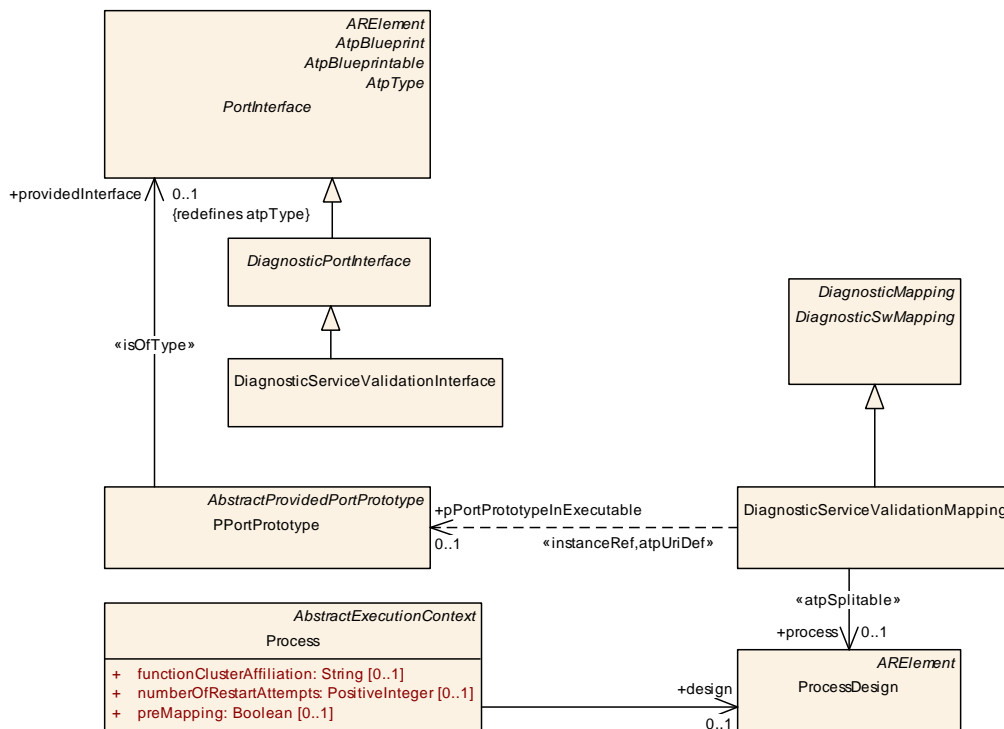 ARElement
AtpBlueprint
AtpBlueprintable
AtpType
PortInterface
+providedInterface
0..1
{redefines atpType}
DiagnosticPortInterface
DiagnosticMapping
DiagnosticSwMapping
«isOfType»
DiagnosticServiceValidationInterface
AbstractProvidedPortPrototype
PPortPrototype
+pPortPrototypeInExecutable
0..1
«instanceRef,atpUriDef»
DiagnosticServiceValidationMapping
«atpSplitable»
+process
0..1
AbstractExecutionContext
Process
+ functionClusterAffiliation: String [0..1]
+ numberOfRestartAttempts: PositiveInteger [0..1]
+ preMapping: Boolean [0..1]
+design
0..1
ARElement
ProcessDesign